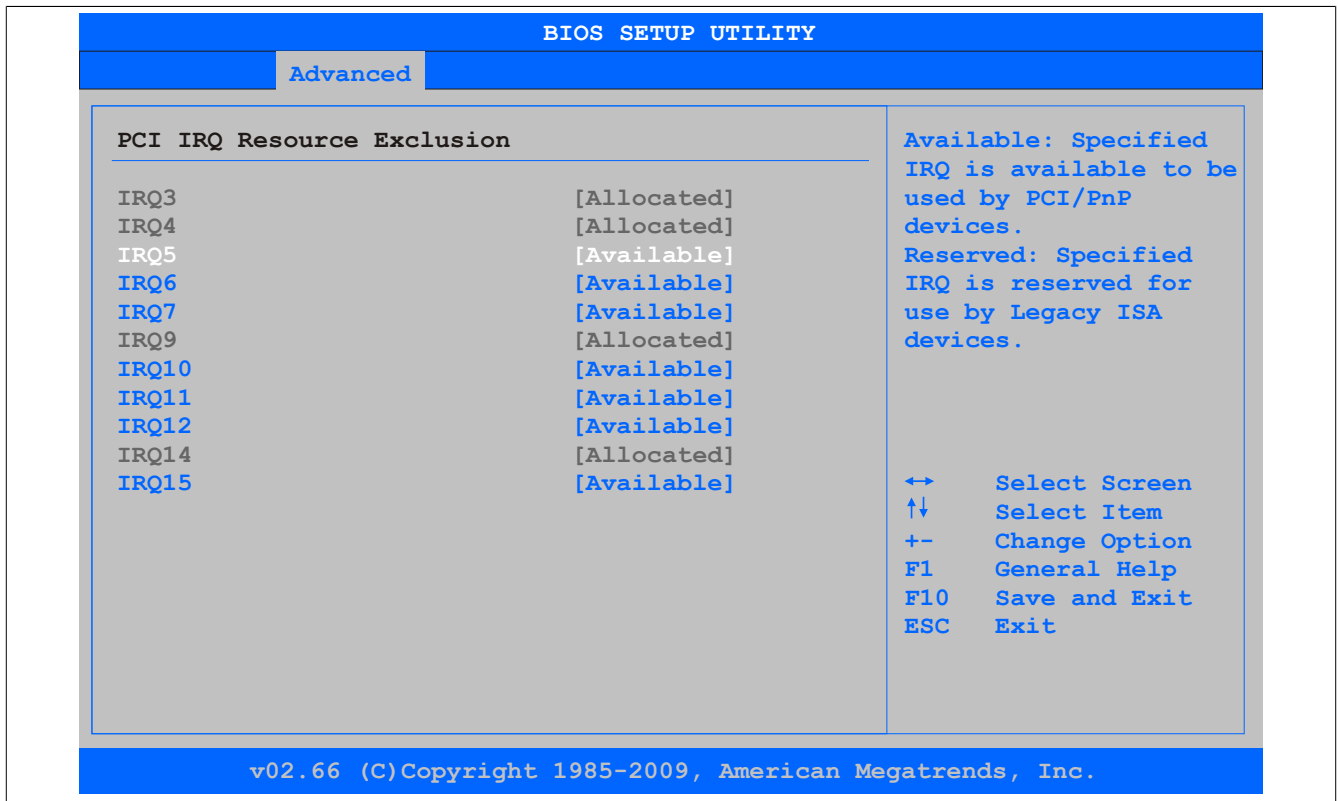 BIOS SETUP UTILITY
Advanced
PCI IRQ Resource Exclusion
IRQ3 [Allocated]
IRQ4 [Allocated]
IRQ5 [Available]
IRQ6 [Available]
IRQ7 [Available]
IRQ9 [Allocated]
IRQ10 [Available]
IRQ11 [Available]
IRQ12 [Available]
IRQ14 [Allocated]
IRQ15 [Available]
Available: Specified
IRQ is available to be
used by PCI/PnP
devices.
Reserved: Specified
IRQ is reserved for
use by Legacy ISA
devices.
↔ Select Screen
↑↓ Select Item
+- Change Option
F1 General Help
F10 Save and Exit
ESC Exit
v02.66 (C)Copyright 1985-2009, American Megatrends, Inc.